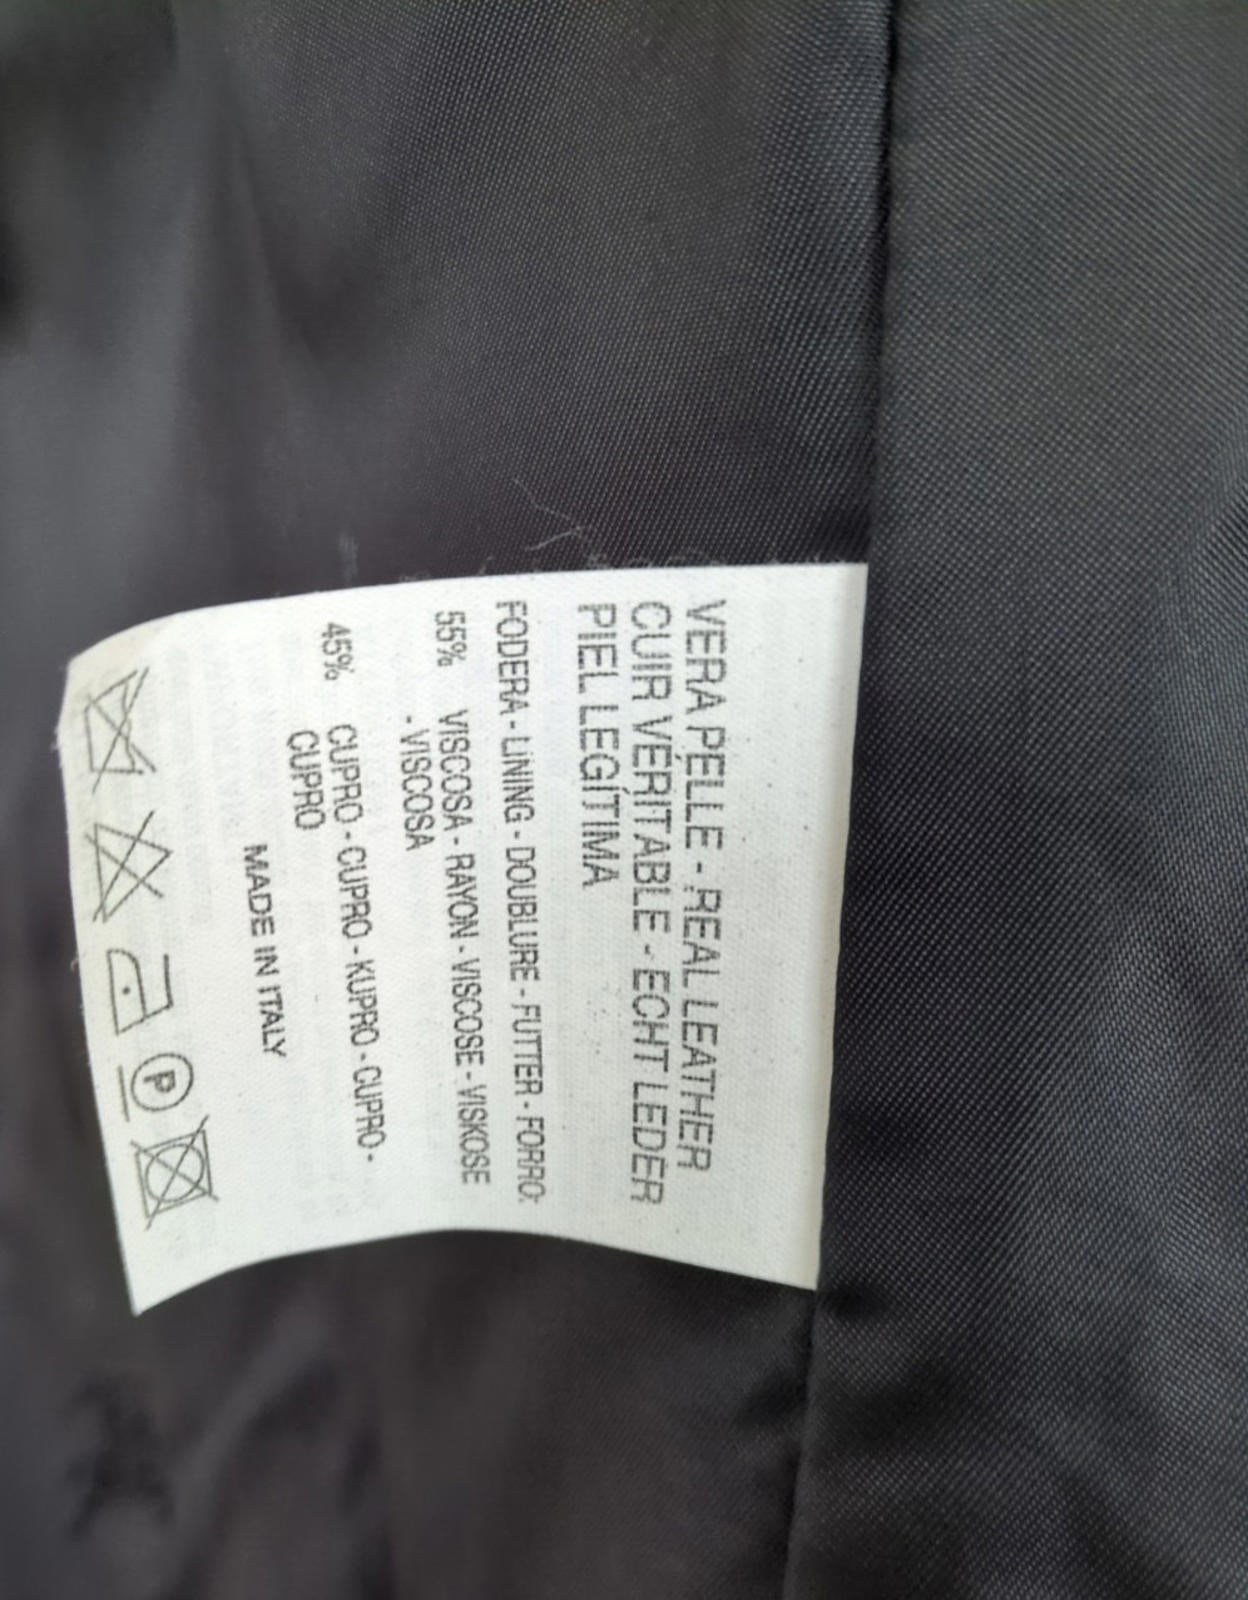 VERA PELLE - REAL LEATHER
CUIR VÉRITABLE - ECHT LEDER
PIEL LEGÍTIMA
FODERA - LINING - DOUBLURE - FUTTER - FORRO:
55% VISCOSA - RAYON - VISCOSE - VISKOSE
- VISCOSA
45% CUPRO - CUPRO - KUPRO - CUPRO -
CUPRO
MADE IN ITALY
P